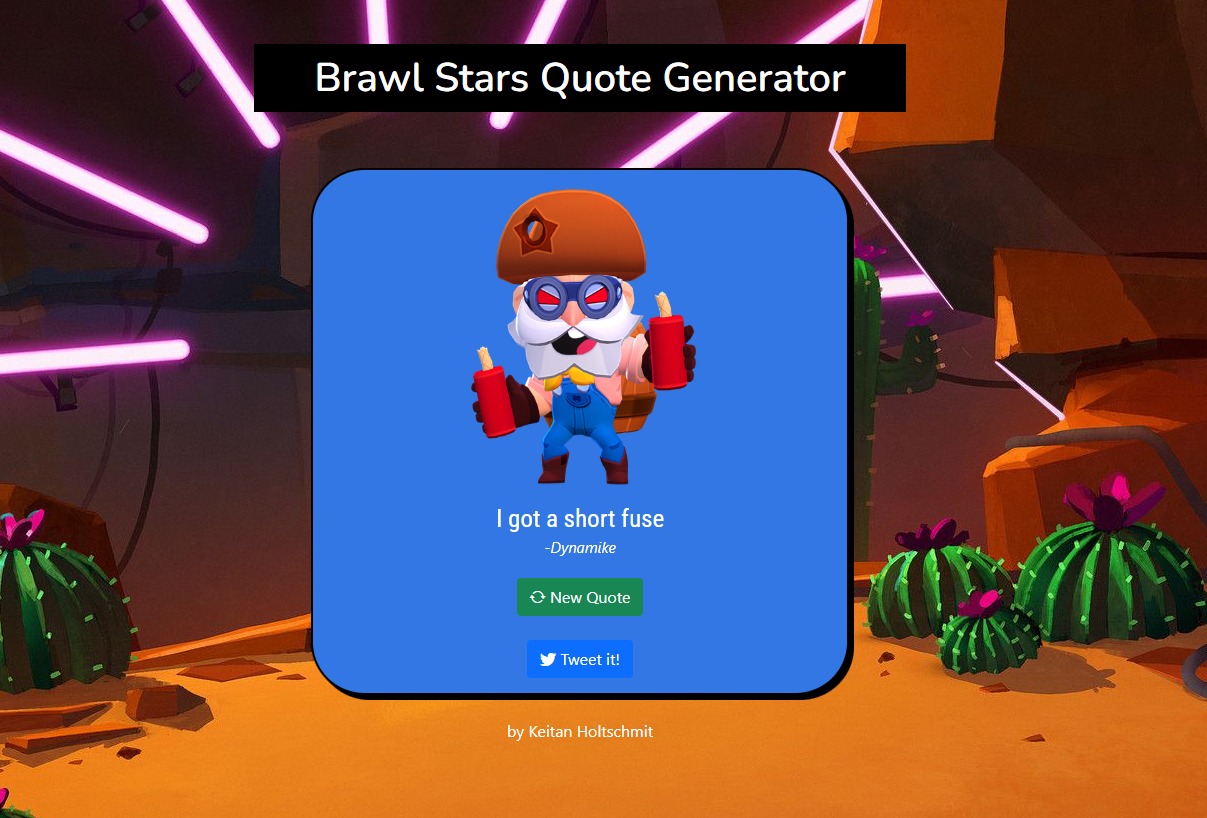 Brawl Stars Quote Generator
I got a short fuse
-Dynamike
New Quote
Tweet it!
by Keitan Holtschmit